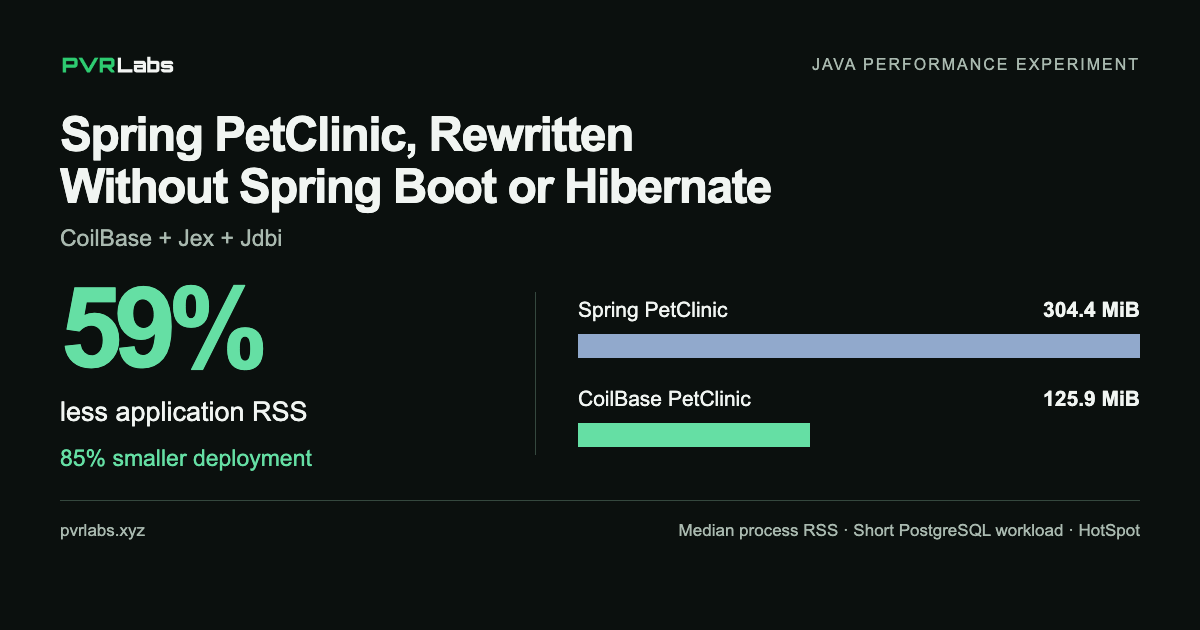 PVRLabs
JAVA PERFORMANCE EXPERIMENT
Spring PetClinic, Rewritten
Without Spring Boot or Hibernate
CoilBase + Jex + Jdbi
59%
less application RSS
85% smaller deployment
Spring PetClinic 304.4 MiB
CoilBase PetClinic 125.9 MiB
pvrlabs.xyz
Median process RSS · Short PostgreSQL workload · HotSpot